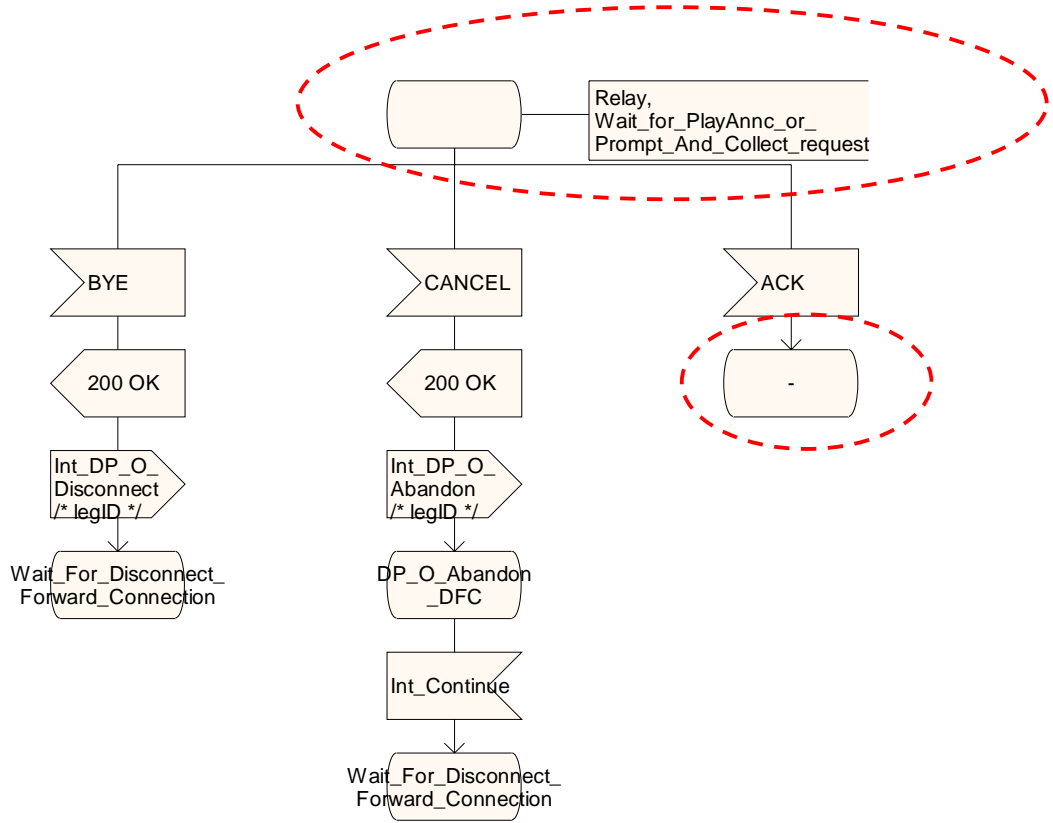 Relay,
Wait_for_PlayAnnc_or_
Prompt_And_Collect_request
BYE
CANCEL
ACK
200 OK
200 OK
-
Int_DP_O_
Disconnect
/* legID */
Int_DP_O_
Abandon
/* legID */
Wait_For_Disconnect_
Forward_Connection
DP_O_Abandon
_DFC
Int_Continue
Wait_For_Disconnect_
Forward_Connection